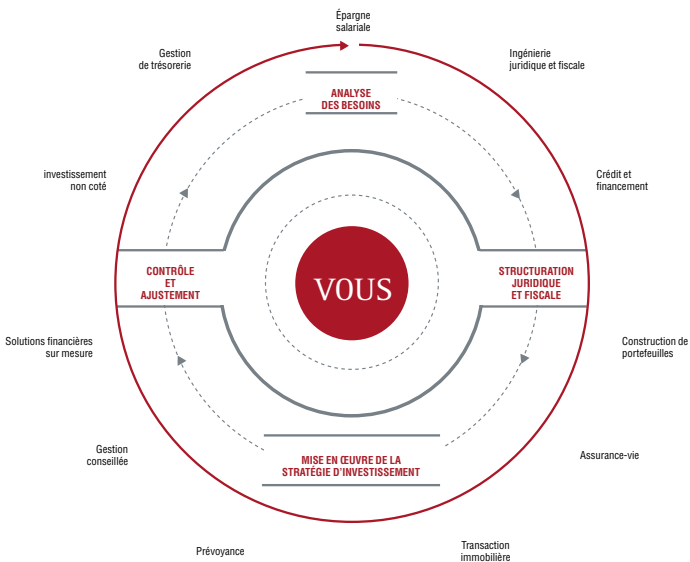 Épargne
salariale
Gestion
de trésorerie
Ingénierie
juridique et fiscale
ANALYSE
DES BESOINS
investissement
non coté
Crédit et
financement
CONTRÔLE
ET
AJUSTEMENT
VOUS
STRUCTURATION
JURIDIQUE
ET FISCALE
Solutions financières
sur mesure
Construction de
portefeuilles
Gestion
conseillée
Assurance-vie
MISE EN ŒUVRE DE LA
STRATÉGIE D'INVESTISSEMENT
Prévoyance
Transaction
immobilière